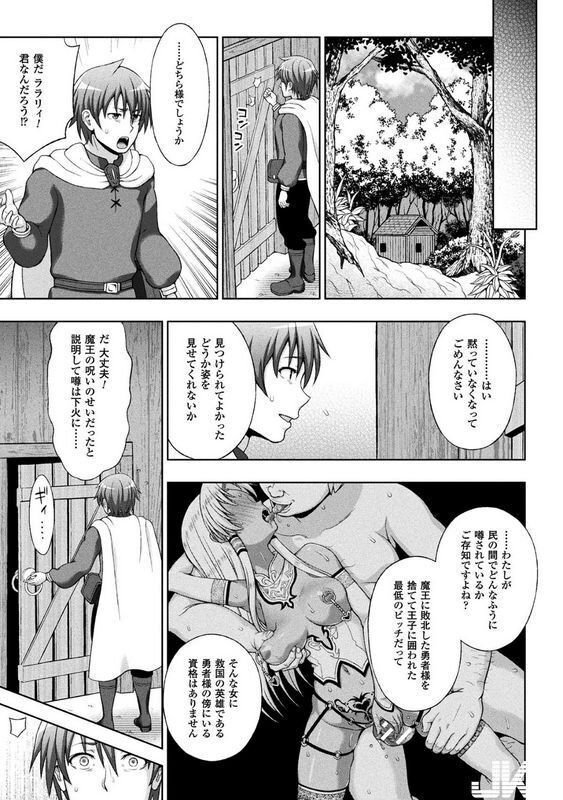 コンコン
……どちら様でしょうか
僕だ ララリィ！
君なんだろう!?
…………はい
黙っていなくなって
ごめんなさい
見つけられてよかった
どうか姿を
見せてくれないか
……わたしが
民の間でどんなふうに
噂されているか
ご存知ですよね？
魔王に敗北した勇者様を
捨てて王子に囲われた
最低のビッチだって
そんな女に
救国の英雄である
勇者様の傍にいる
資格はありません
だ 大丈夫！
魔王の呪いのせいだったと
説明して噂は下火に……
ギィ…
…っ
JK